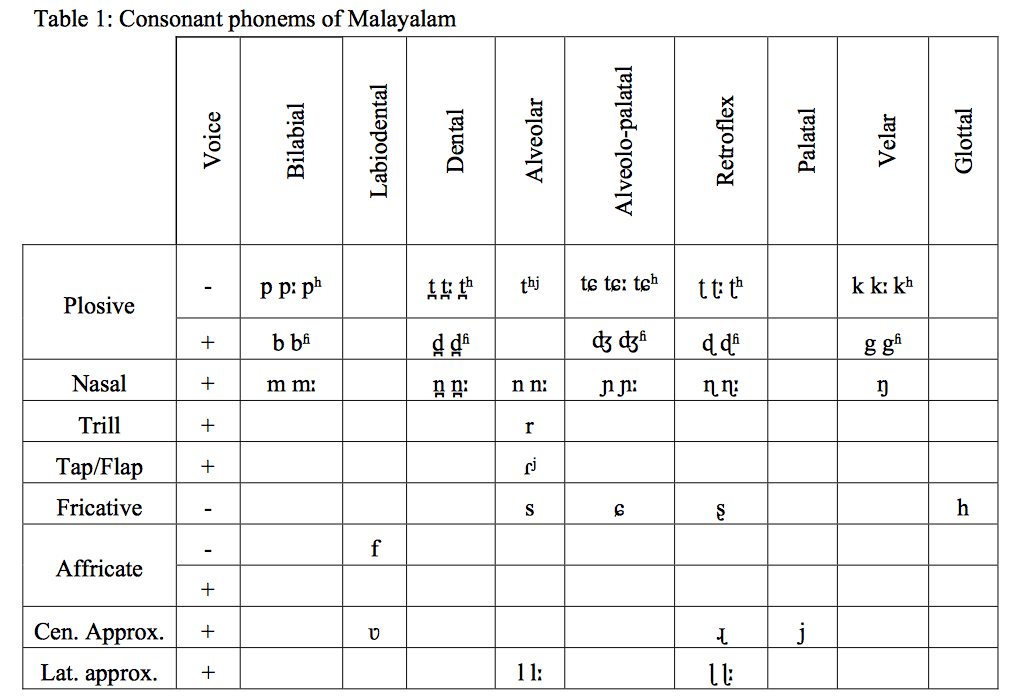 Table 1: Consonant phonems of Malayalam
Voice Bilabial Labiodental Dental Alveolar Alveolo-palatal Retroflex Palatal Velar Glottal
Plosive - p pː pʰ t̪ t̪ː t̪ʰ tʰʲ tɕ tɕː tɕʰ ʈ ʈː ʈʰ k kː kʰ
+ b bʱ d̪ d̪ʱ ʤ ʤʱ ɖ ɖʱ g gʱ
Nasal + m mː n̪ n̪ː n nː ɲ ɲː ɳ ɳː ŋ
Trill + r
Tap/Flap + ɾʲ
Fricative - s ɕ ʂ h
Affricate - f
+
Cen. Approx. + ʋ ɻ j
Lat. approx. + l lː ɭ ɭː